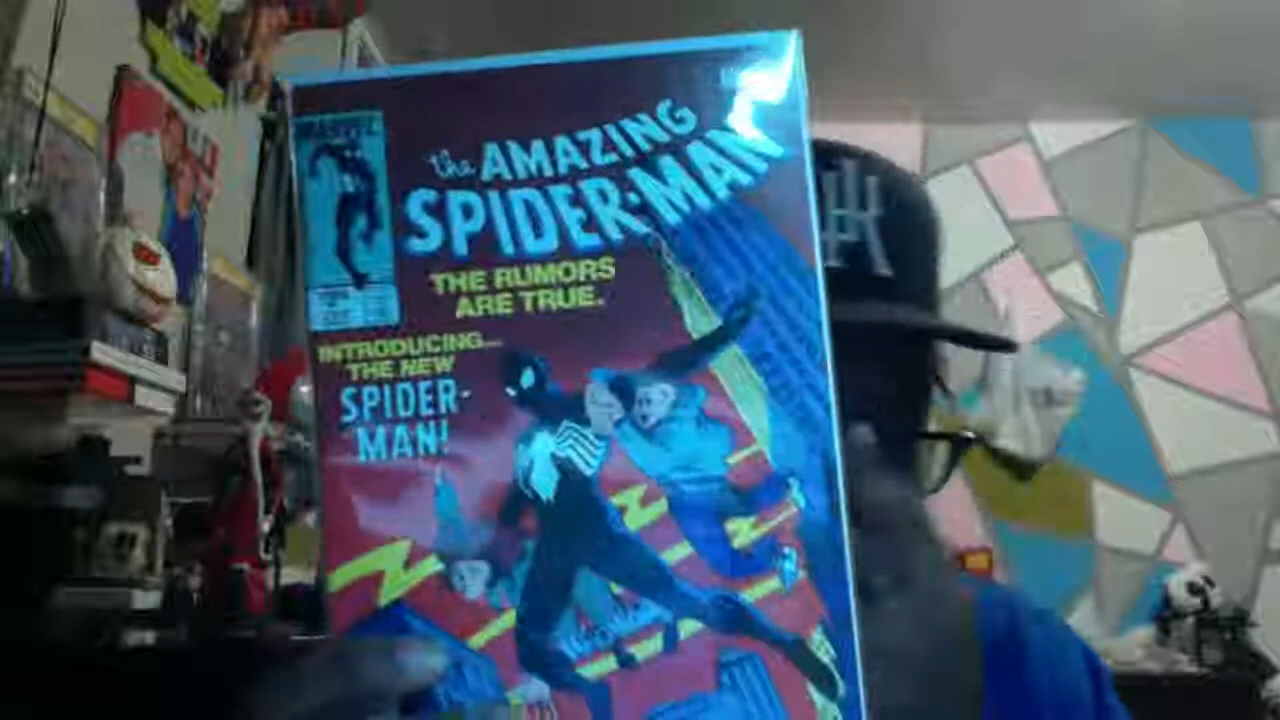 MARVEL
the AMAZING
SPIDER-MAN
THE RUMORS
ARE TRUE.
INTRODUCING...
THE NEW
SPIDER-
MAN!